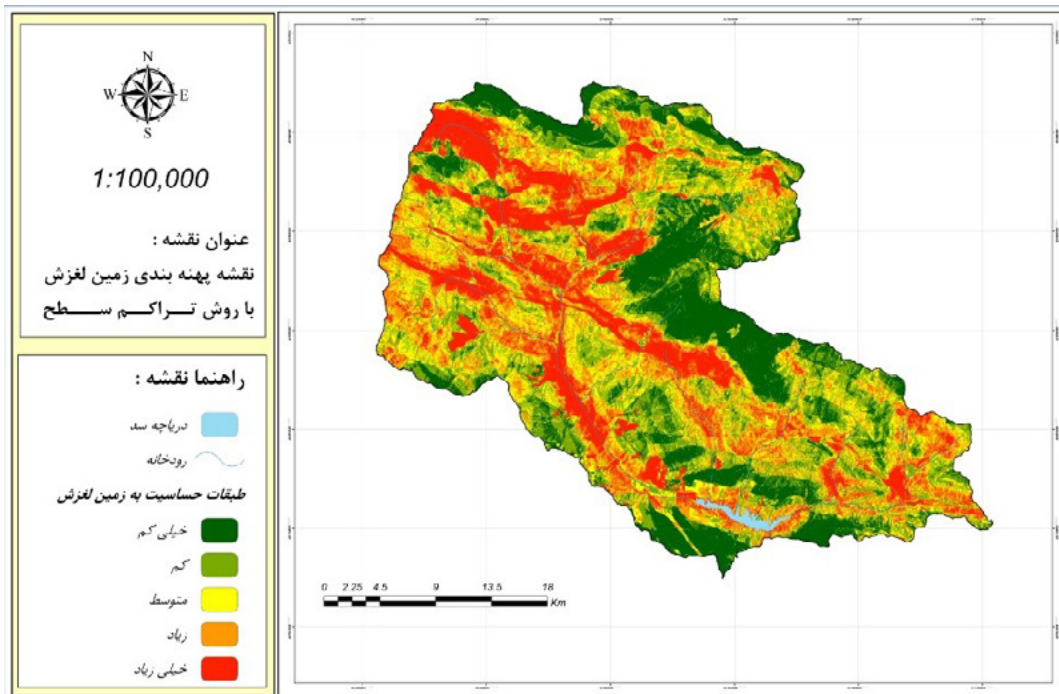 N
W E
S
1:100,000
عنوان نقشه :
نقشه پهنه بندی زمین لغزش
با روش تراکم سطح
راهنما نقشه :
دریاچه سد
رودخانه
طبقات حساسیت به زمین لغزش
خیلی کم
کم
متوسط
زیاد
خیلی زیاد
0 2.25 4.5 9 13.5 18
Km